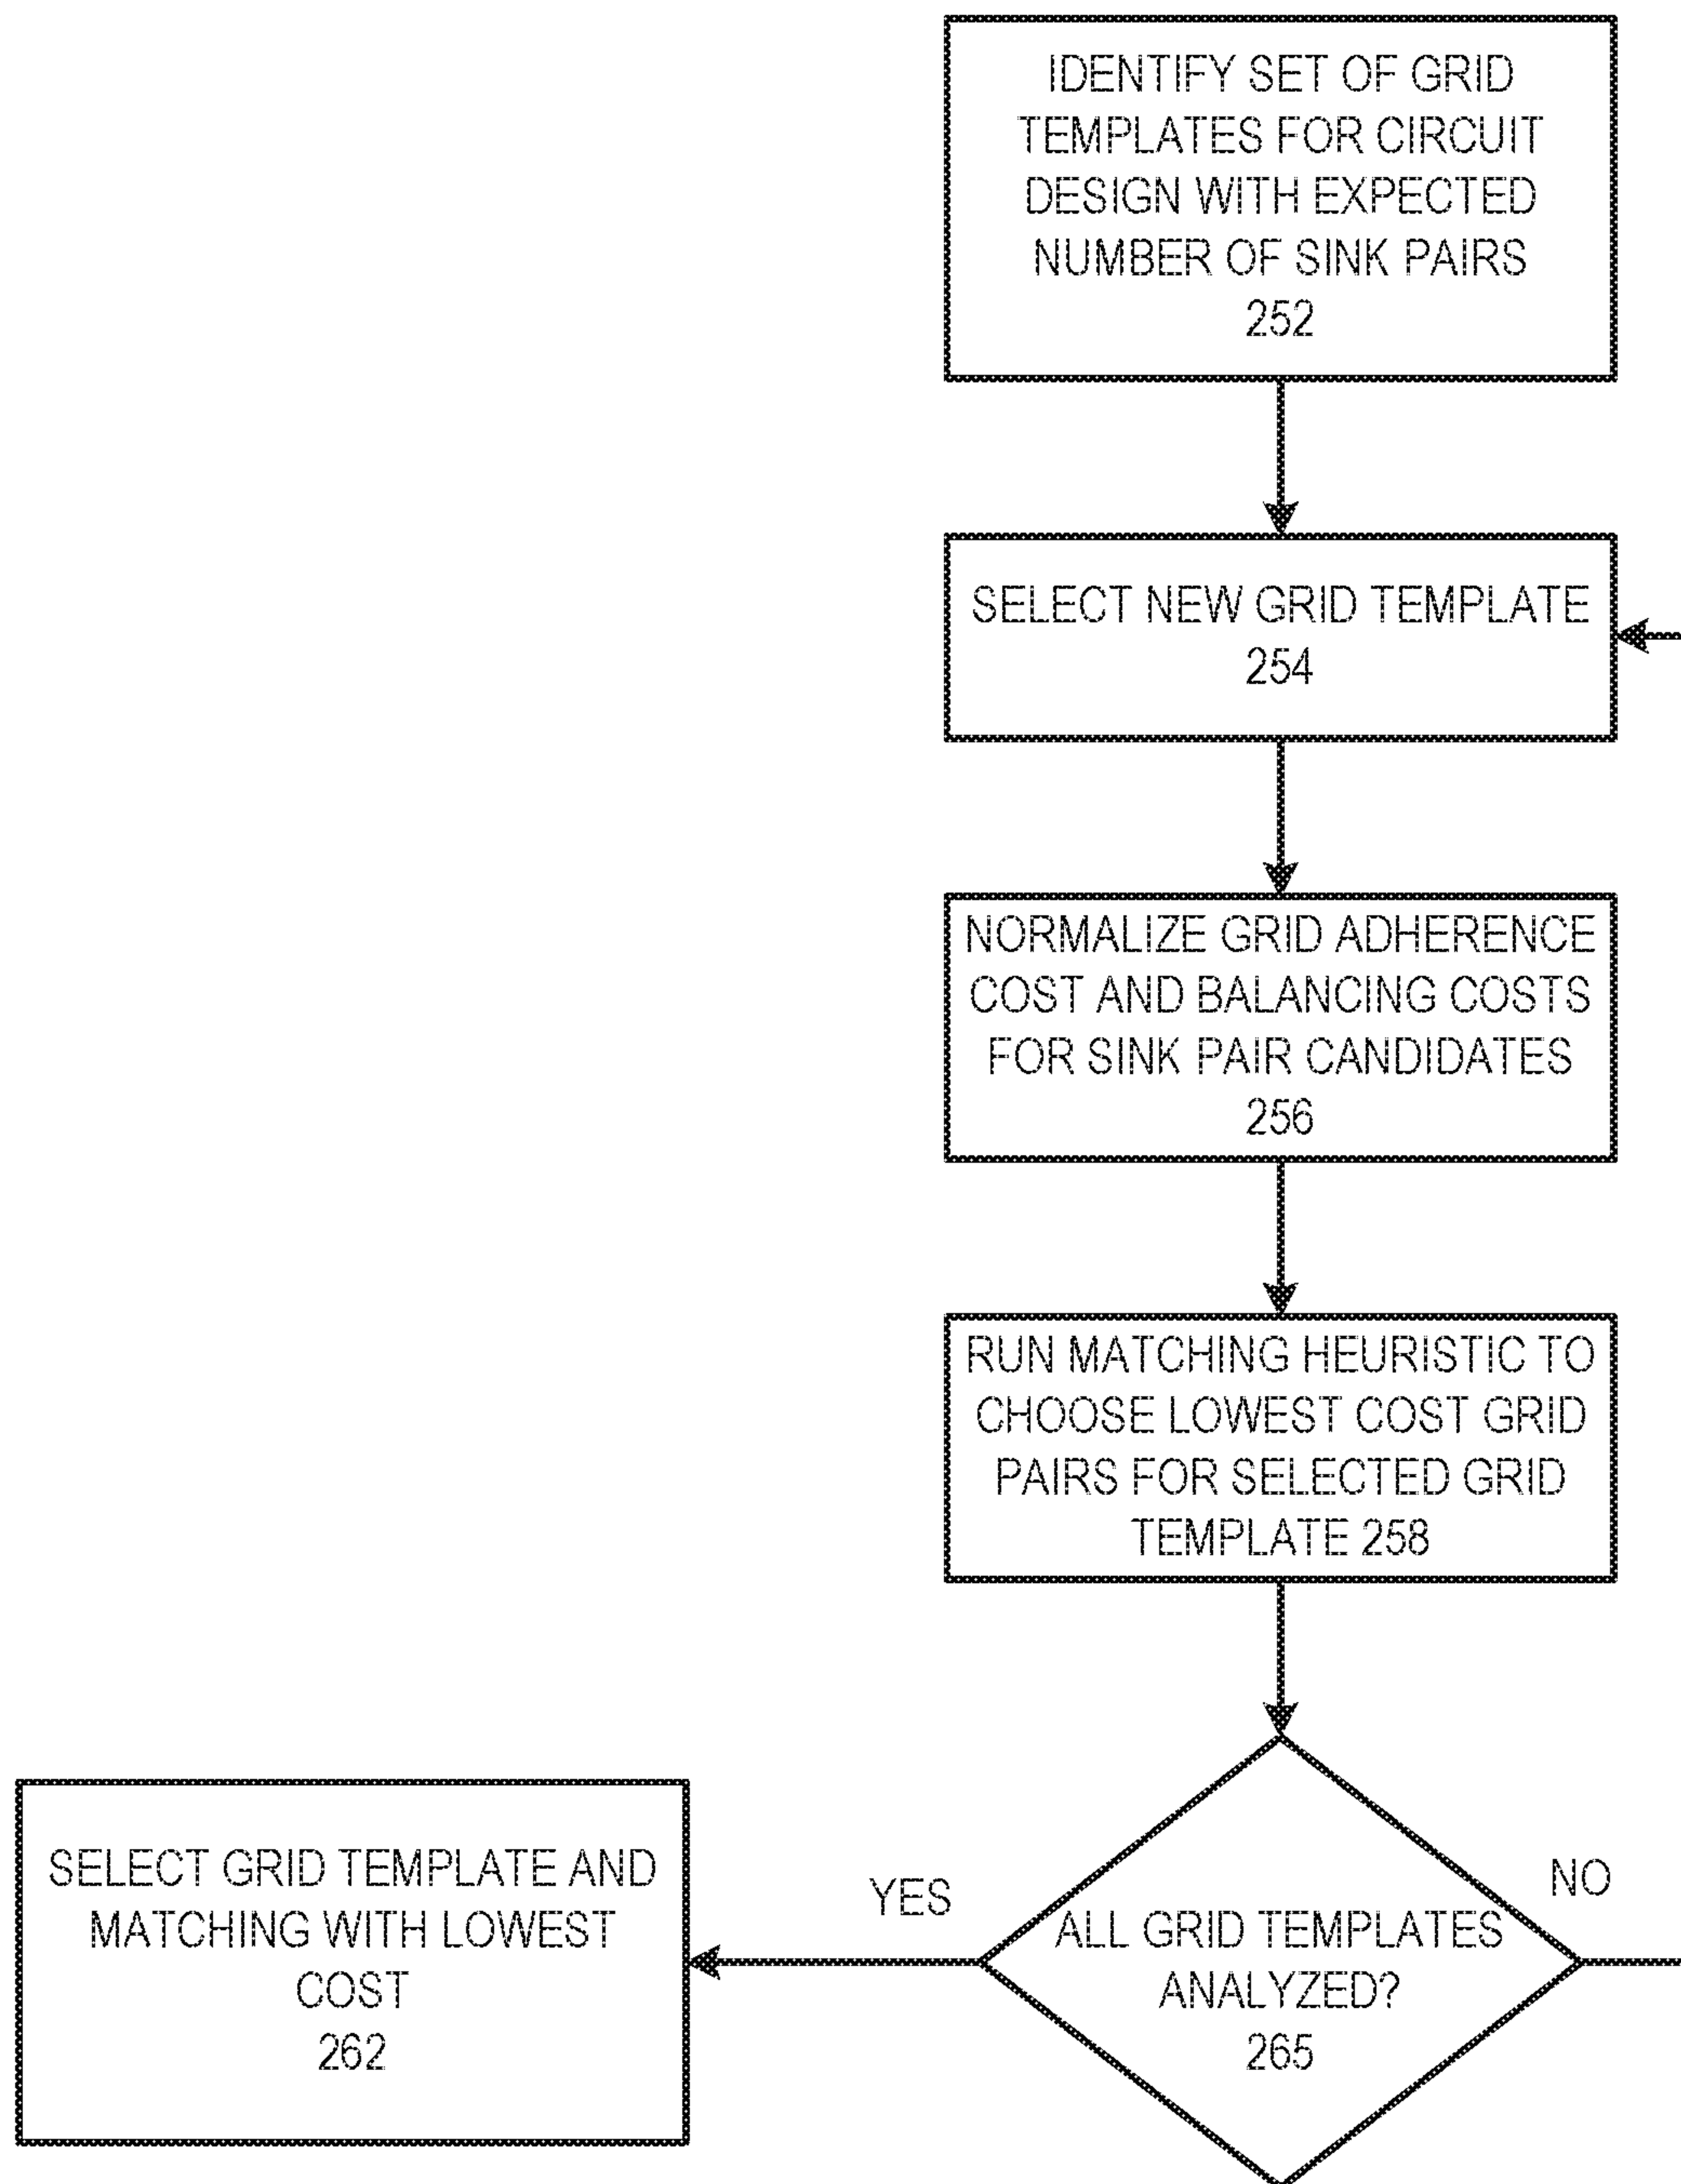 IDENTIFY SET OF GRID
TEMPLATES FOR CIRCUIT
DESIGN WITH EXPECTED
NUMBER OF SINK PAIRS
252
SELECT NEW GRID TEMPLATE
254
NORMALIZE GRID ADHERENCE
COST AND BALANCING COSTS
FOR SINK PAIR CANDIDATES
256
RUN MATCHING HEURISTIC TO
CHOOSE LOWEST COST GRID
PAIRS FOR SELECTED GRID
TEMPLATE 258
SELECT GRID TEMPLATE AND
MATCHING WITH LOWEST
COST
262
YES
ALL GRID TEMPLATES
ANALYZED?
265
NO